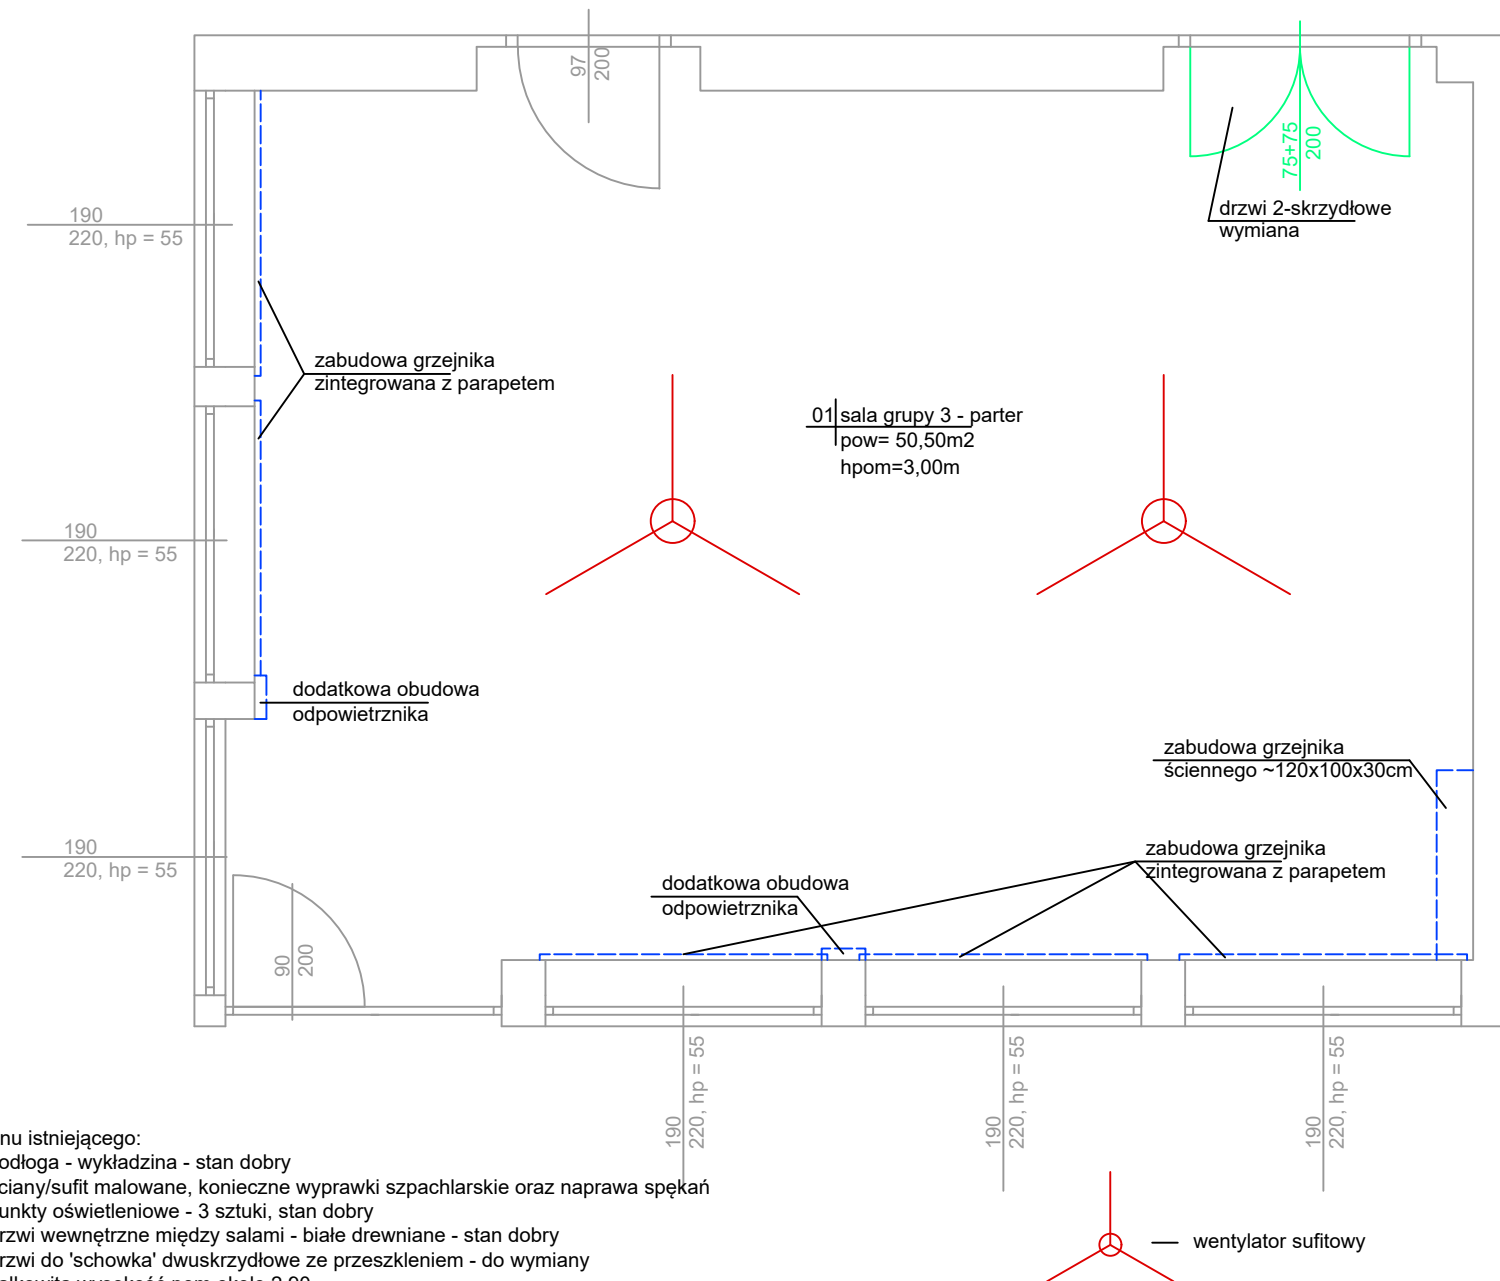 97
200
75+75
200
drzwi 2-skrzydłowe
wymiana
190
220, hp = 55
zabudowa grzejnika
zintegrowana z parapetem
01 sala grupy 3 - parter
pow= 50,50m2
hpom=3,00m
190
220, hp = 55
dodatkowa obudowa
odpowietrznika
zabudowa grzejnika
ściennego ~120x100x30cm
190
220, hp = 55
zabudowa grzejnika
zintegrowana z parapetem
dodatkowa obudowa
odpowietrznika
90
200
190
220, hp = 55
190
220, hp = 55
190
220, hp = 55
nu istniejącego:
odłoga - wykładzina - stan dobry
ciany/sufit malowane, konieczne wyprawki szpachlarskie oraz naprawa spękań
unkty oświetleniowe - 3 sztuki, stan dobry
rzwi wewnętrzne między salami - białe drewniane - stan dobry
rzwi do 'schowka' dwuskrzydłowe ze przeszkleniem - do wymiany
wentylator sufitowy